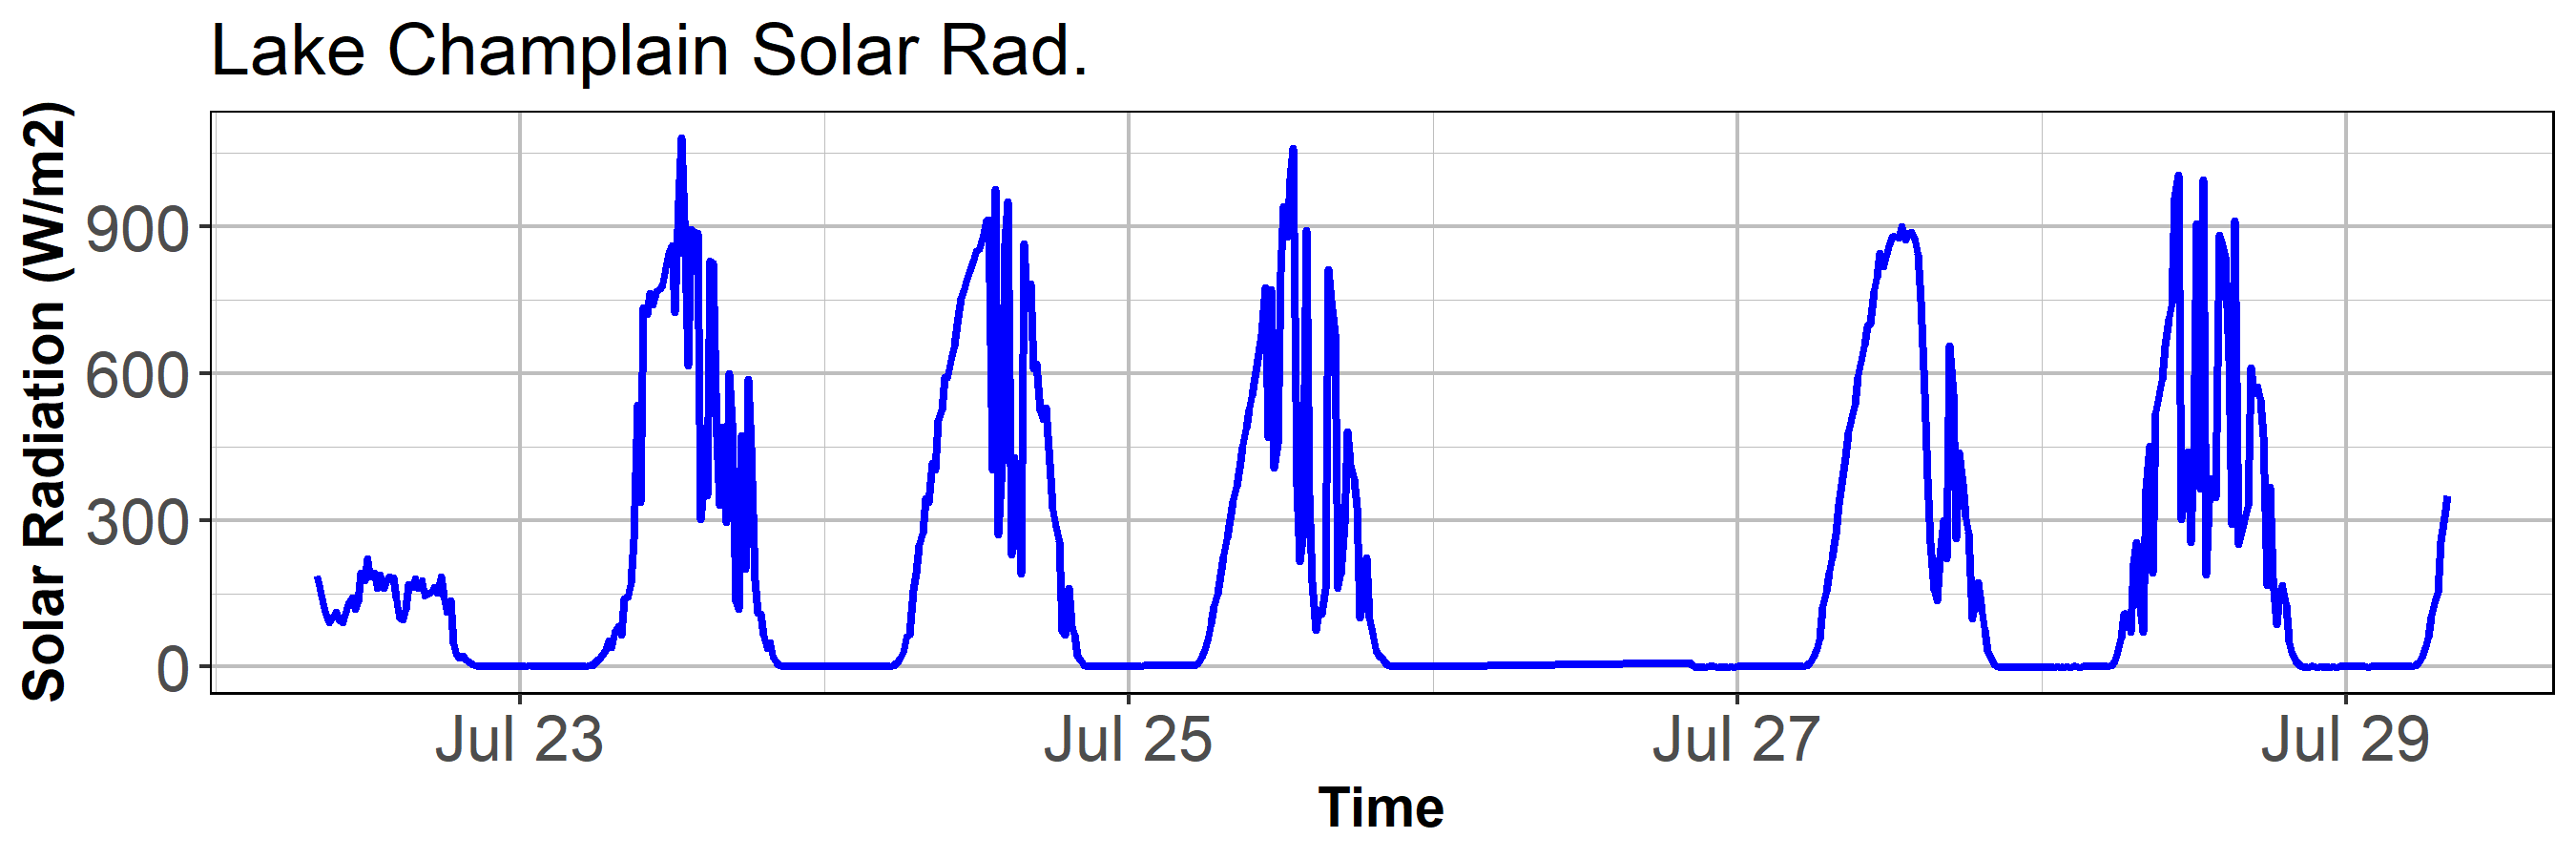 Lake Champlain Solar Rad.
Solar Radiation (W/m2)
900
600
300
0
Jul 23 Jul 25 Jul 27 Jul 29
Time